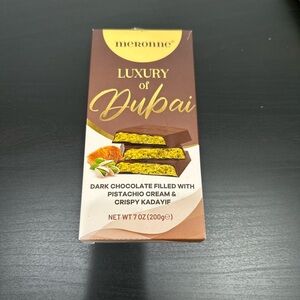 meronne
LUXURY
of
Dubai
DARK CHOCOLATE FILLED WITH
PISTACHIO CREAM &
CRISPY KADAYIF
NET WT 7 OZ (200g℮)